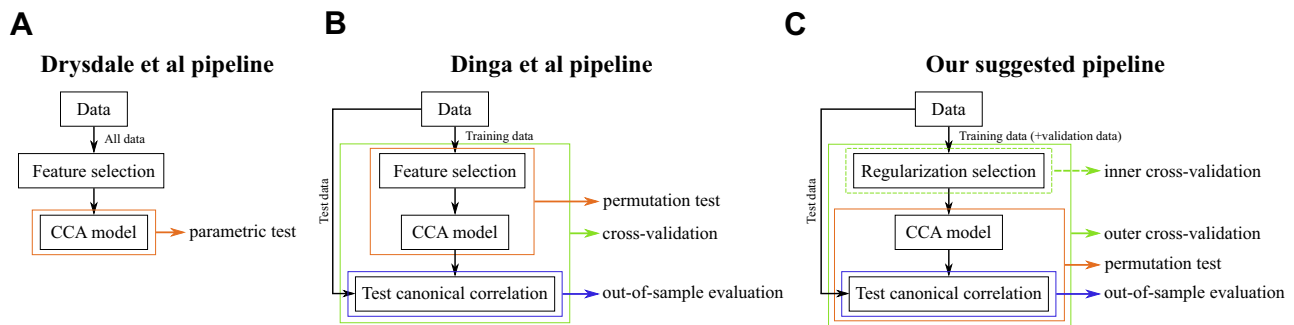 A
Drysdale et al pipeline
Data
All data
Feature selection
CCA model
parametric test
B
Dinga et al pipeline
Data
Training data
Test data
Feature selection
permutation test
CCA model
cross-validation
Test canonical correlation
out-of-sample evaluation
C
Our suggested pipeline
Data
Training data (+validation data)
Test data
Regularization selection
inner cross-validation
CCA model
outer cross-validation
permutation test
Test canonical correlation
out-of-sample evaluation